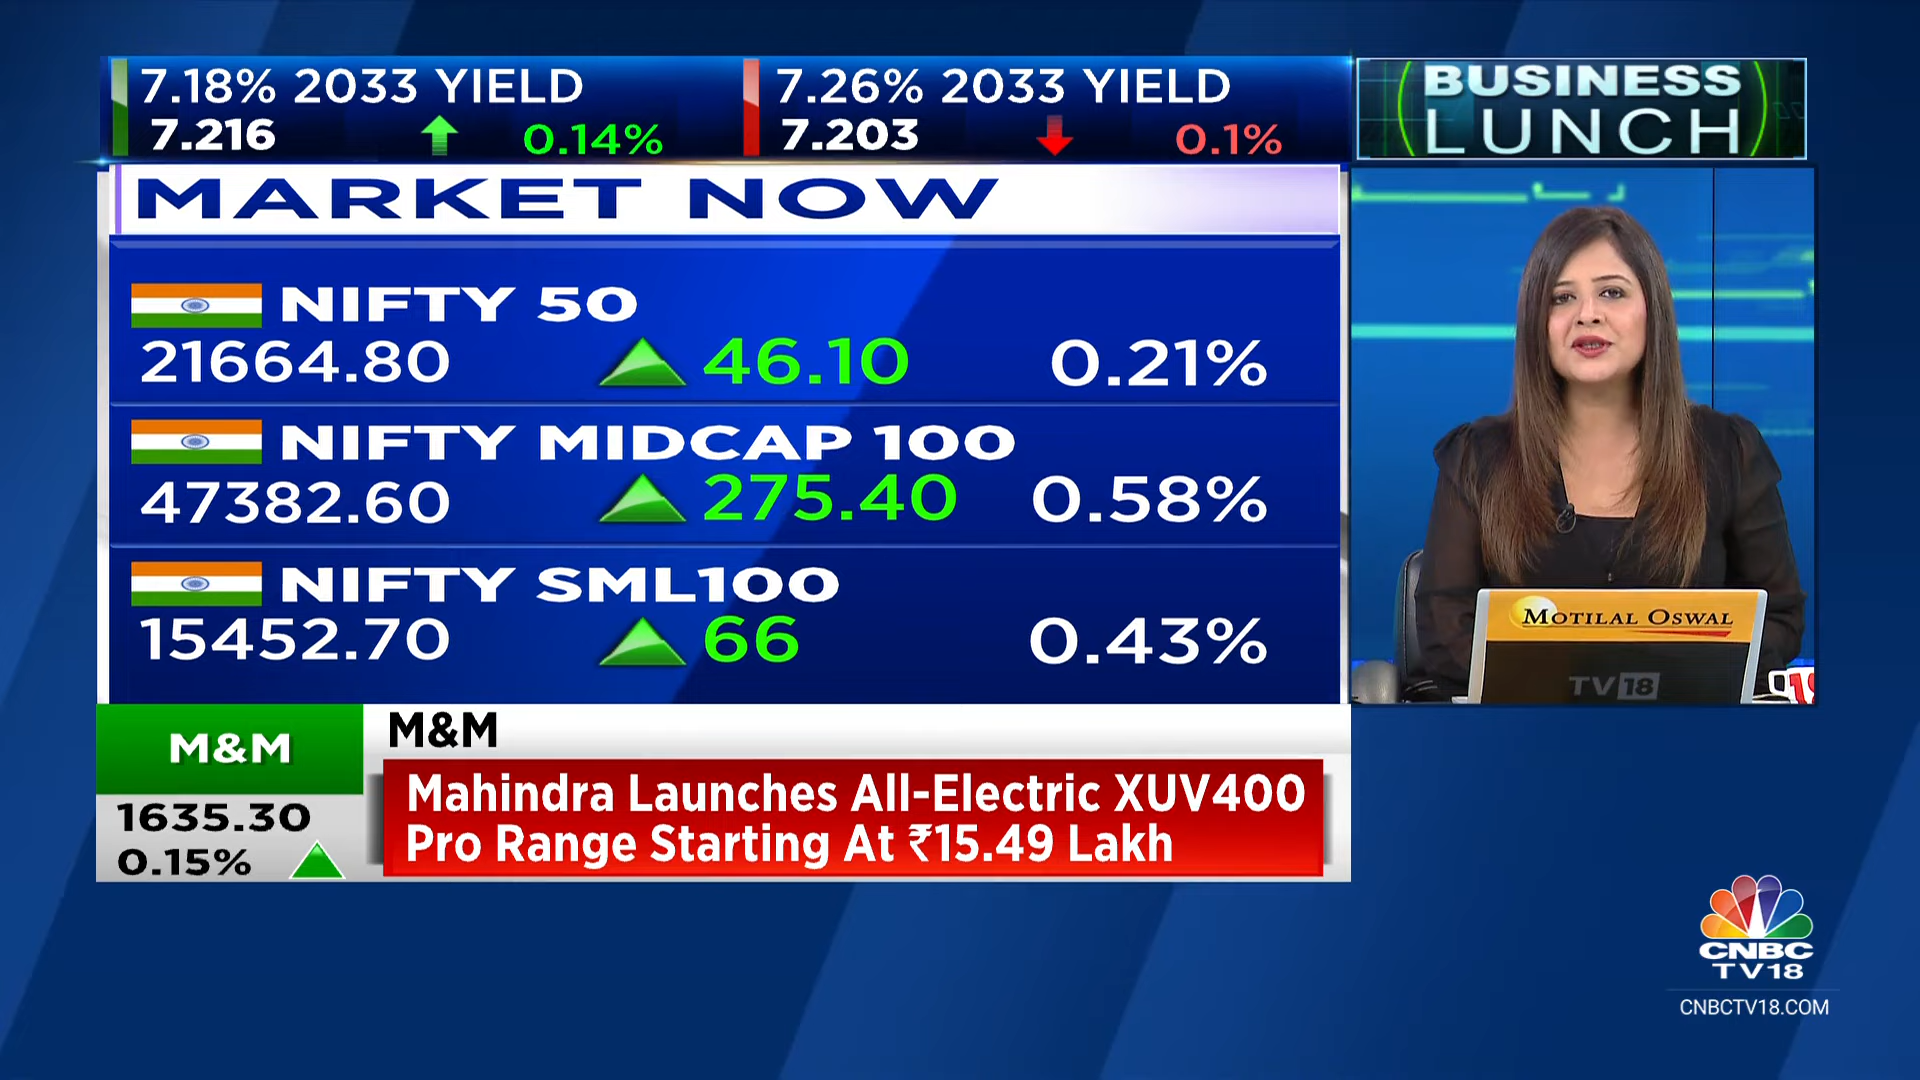 7.18% 2033 YIELD
7.216 0.14%
7.26% 2033 YIELD
7.203 0.1%
BUSINESS
LUNCH
MARKET NOW
NIFTY 50
21664.80 46.10 0.21%
NIFTY MIDCAP 100
47382.60 275.40 0.58%
NIFTY SML100
15452.70 66 0.43%
MOTILAL OSWAL
TV18
M&M
1635.30
0.15%
M&M
Mahindra Launches All-Electric XUV400
Pro Range Starting At ₹15.49 Lakh
CNBC
TV18
CNBCTV18.COM